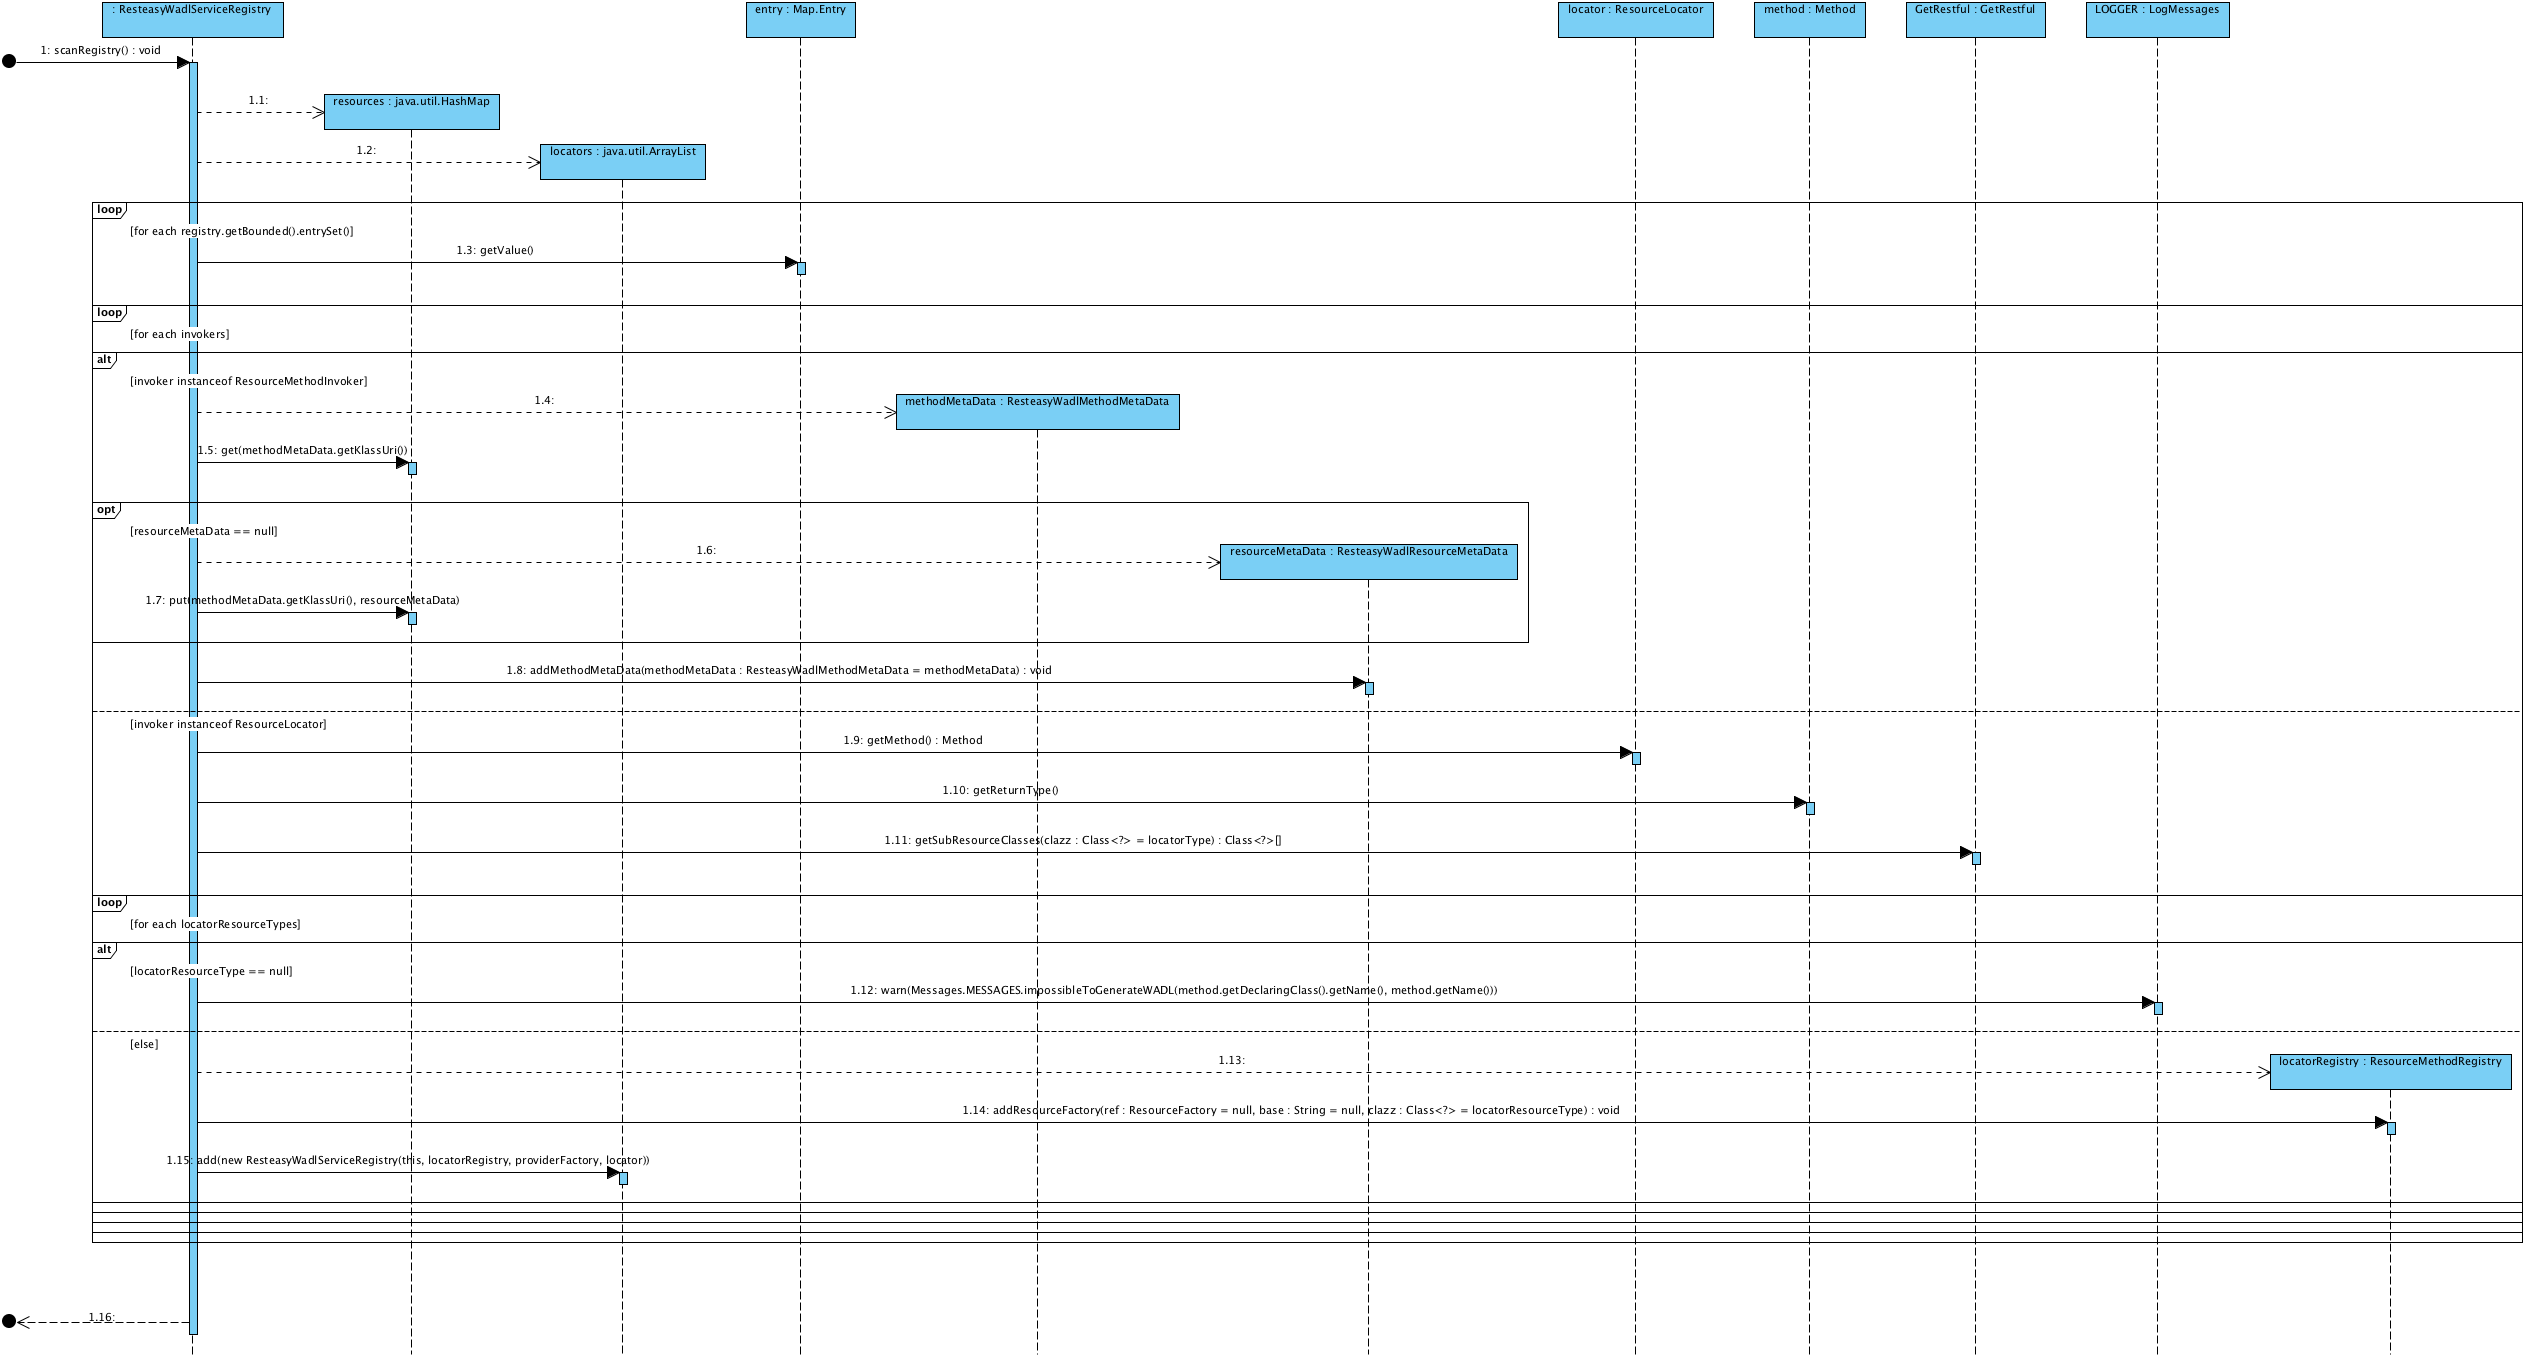 : ResteasyWadlServiceRegistry
entry : Map.Entry
locator : ResourceLocator
method : Method
GetRestful : GetRestful
LOGGER : LogMessages
1: scanRegistry() : void
1.1:
resources : java.util.HashMap
1.2:
locators : java.util.ArrayList
loop
[for each registry.getBounded().entrySet()]
1.3: getValue()
loop
[for each invokers]
alt
[invoker instanceof ResourceMethodInvoker]
1.4:
methodMetaData : ResteasyWadlMethodMetaData
1.5: get(methodMetaData.getKlassUri())
opt
[resourceMetaData == null]
1.6:
resourceMetaData : ResteasyWadlResourceMetaData
1.7: put(methodMetaData.getKlassUri(), resourceMetaData)
1.8: addMethodMetaData(methodMetaData : ResteasyWadlMethodMetaData = methodMetaData) : void
[invoker instanceof ResourceLocator]
1.9: getMethod() : Method
1.10: getReturnType()
1.11: getSubResourceClasses(clazz : Class<?> = locatorType) : Class<?>[]
loop
[for each locatorResourceTypes]
alt
[locatorResourceType == null]
1.12: warn(Messages.MESSAGES.impossibleToGenerateWADL(method.getDeclaringClass().getName(), method.getName()))
[else]
1.13:
locatorRegistry : ResourceMethodRegistry
1.14: addResourceFactory(ref : ResourceFactory = null, base : String = null, clazz : Class<?> = locatorResourceType) : void
1.15: add(new ResteasyWadlServiceRegistry(this, locatorRegistry, providerFactory, locator))
1.16: